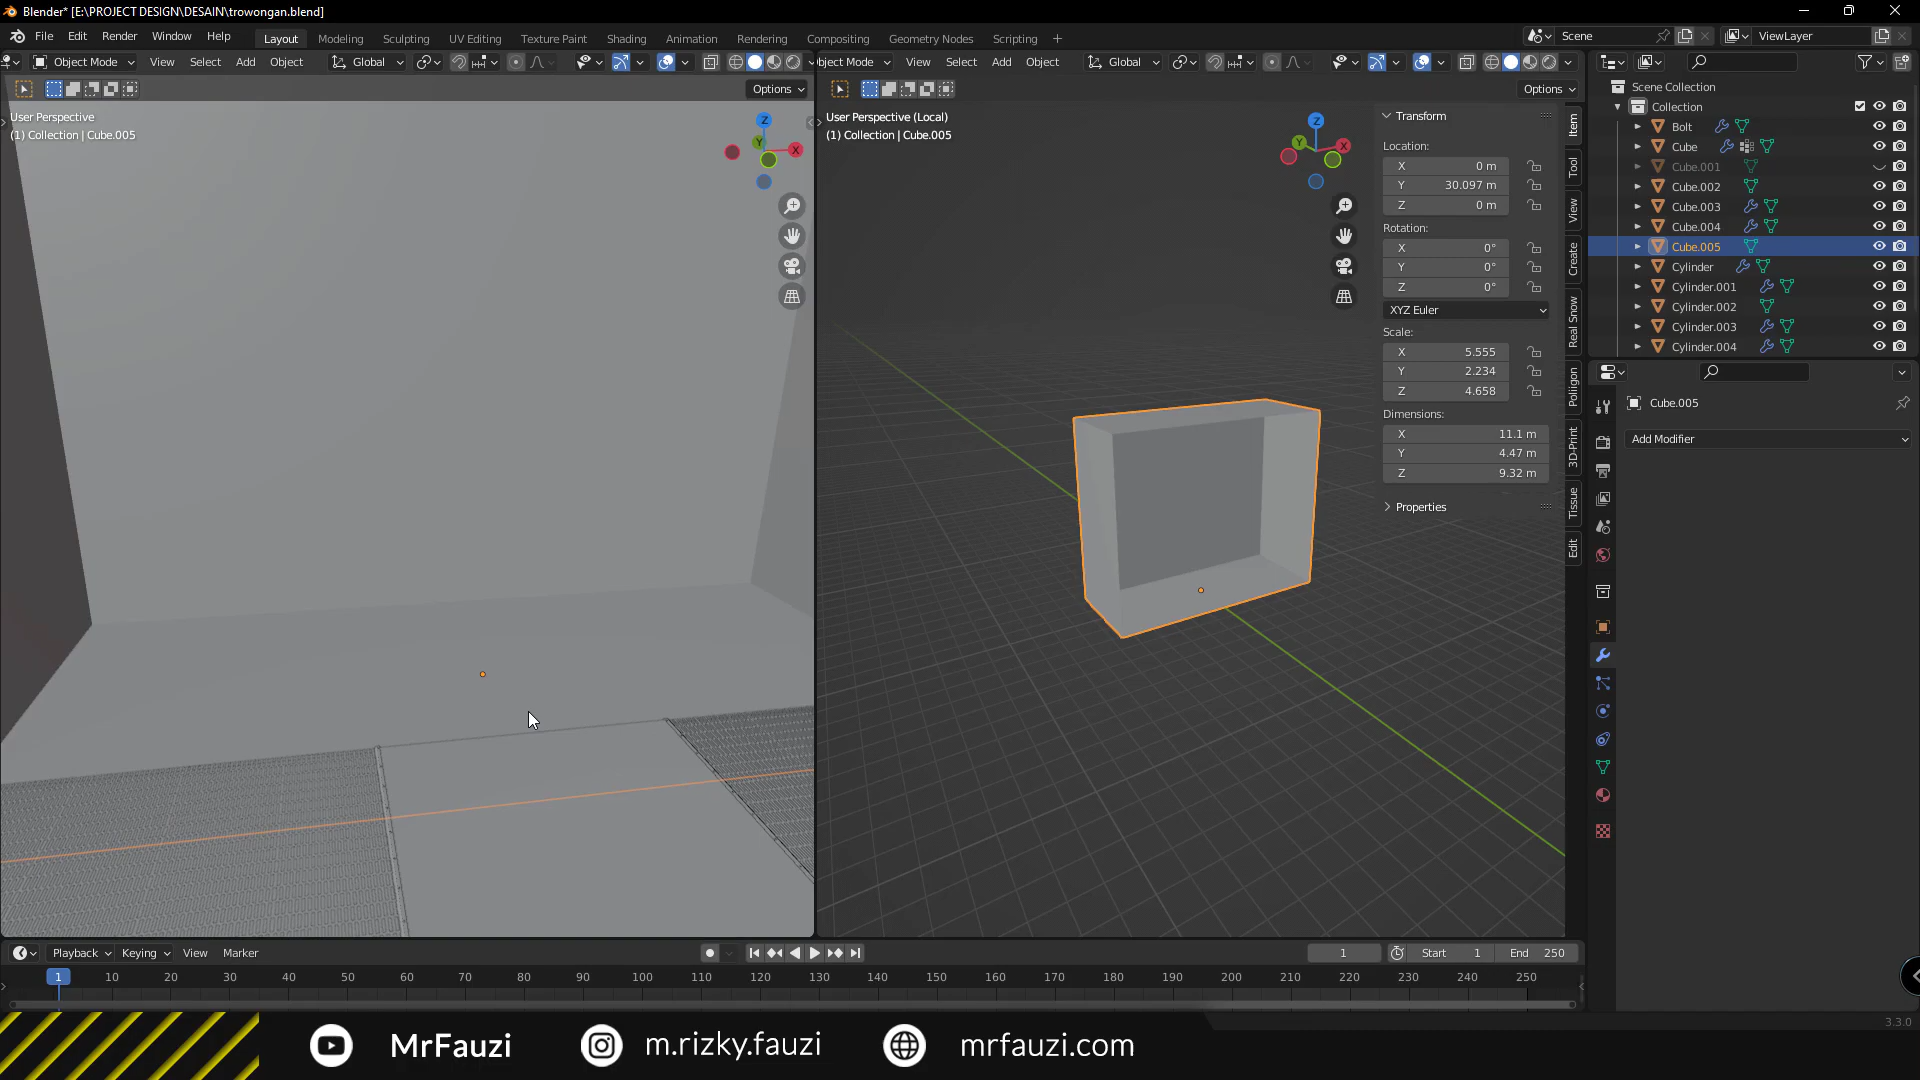 Blender* [E:\PROJECT DESIGN\DESAIN\trowongan.blend]
File Edit Render Window Help
Layout Modeling Sculpting UV Editing Texture Paint Shading Animation Rendering Compositing Geometry Nodes Scripting +
Scene
ViewLayer
Object Mode View Select Add Object Global
bject Mode View Select Add Object Global
Options
Options
User Perspective
(1) Collection | Cube.005
Z
Y
X
User Perspective (Local)
(1) Collection | Cube.005
Z
Y
X
Transform
Location:
X 0 m
Y 30.097 m
Z 0 m
Rotation:
X 0°
Y 0°
Z 0°
XYZ Euler
Scale:
X 5.555
Y 2.234
Z 4.658
Dimensions:
X 11.1 m
Y 4.47 m
Z 9.32 m
Properties
Item
Tool
View
Create
Real Snow
Poliigon
3D-Print
Tissue
Edit
Scene Collection
Collection
Bolt
Cube
Cube.001
Cube.002
Cube.003
Cube.004
Cube.005
Cylinder
Cylinder.001
Cylinder.002
Cylinder.003
Cylinder.004
Cube.005
Add Modifier
Playback Keying View Marker
1 Start 1 End 250
1 10 20 30 40 50 60 70 80 90 100 110 120 130 140 150 160 170 180 190 200 210 220 230 240 250
3.3.0
MrFauzi m.rizky.fauzi mrfauzi.com